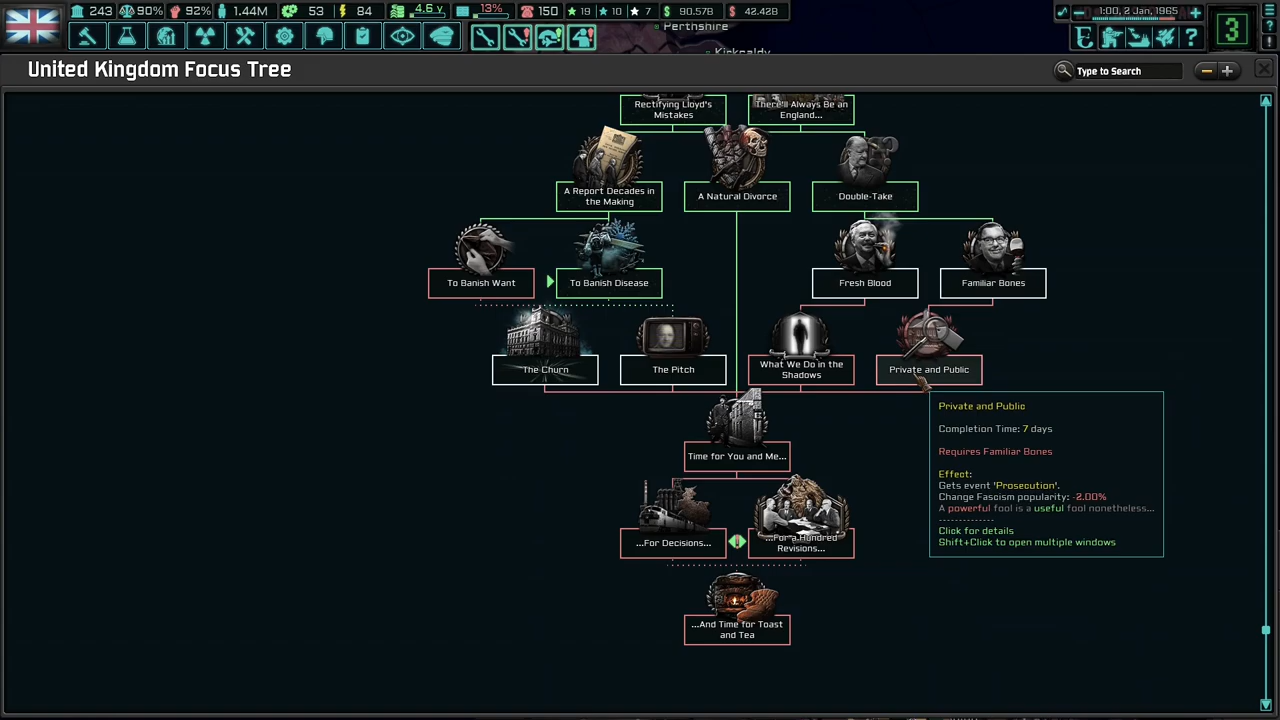 243 90% 92% 1.44M 53 84 4.6 v 13% 150 19 10 7 $ 90.57B $ 42.42B
1:00, 2 Jan, 1965
3
Perthshire
Kirkcaldy
United Kingdom Focus Tree
Type to Search
Rectifying Lloyd's
Mistakes
There'll Always Be an
England...
A Report Decades in
the Making
A Natural Divorce
Double-Take
To Banish Want
To Banish Disease
Fresh Blood
Familiar Bones
The Churn
The Pitch
What We Do in the
Shadows
Private and Public
Private and Public
Completion Time: 7 days
Requires Familiar Bones
Effect:
Gets event 'Prosecution'.
Change Fascism popularity: -2.00%
A powerful fool is a useful fool nonetheless...
--------------
Click for details
Shift+Click to open multiple windows
Time for You and Me...
...For Decisions...
...For a Hundred
Revisions...
...And Time for Toast
and Tea